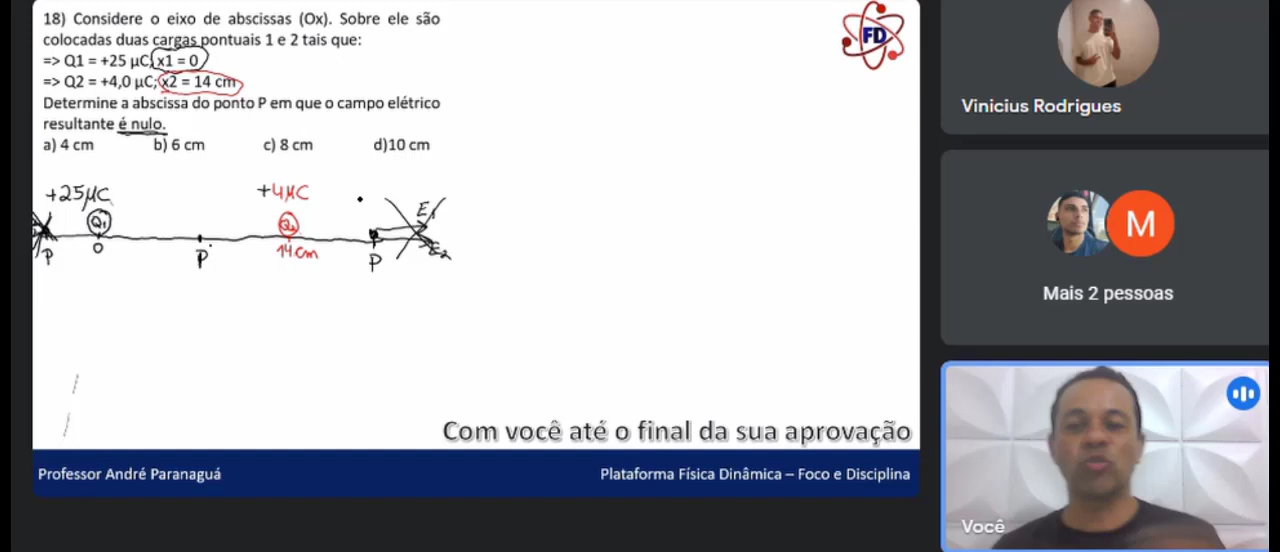 18) Considere o eixo de abscissas (Ox). Sobre ele são
colocadas duas cargas pontuais 1 e 2 tais que:
=> Q1 = +25 µC; x1 = 0
=> Q2 = +4,0 µC; x2 = 14 cm
Determine a abscissa do ponto P em que o campo elétrico
resultante é nulo.
a) 4 cm b) 6 cm c) 8 cm d)10 cm
+25µC +4µC
Q1 Q2 E1
P 0 P 14cm P E2
FD
Com você até o final da sua aprovação
Professor André Paranaguá Plataforma Física Dinâmica – Foco e Disciplina
Vinicius Rodrigues
M
Mais 2 pessoas
Você